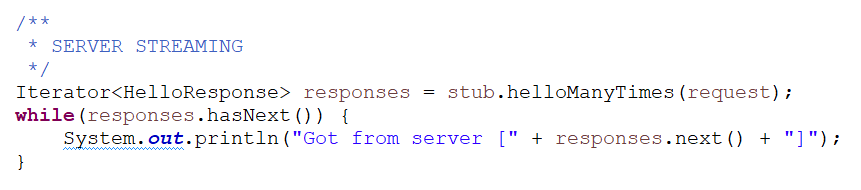 /**
 * SERVER STREAMING
 */
Iterator<HelloResponse> responses = stub.helloManyTimes(request);
while(responses.hasNext()) {
    System.out.println("Got from server [" + responses.next() + "]");
}